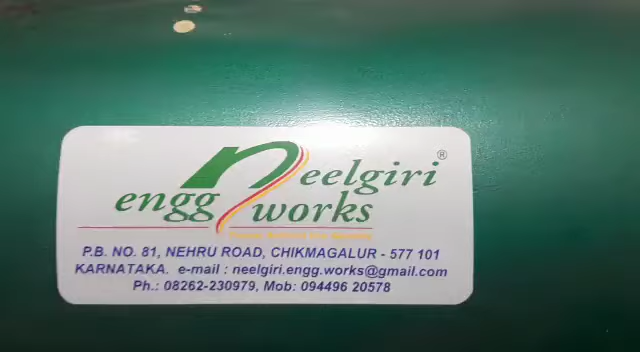 neelgiri ®
engg works
P.B. NO. 81, NEHRU ROAD, CHIKMAGALUR - 577 101
KARNATAKA. e-mail : neelgiri.engg.works@gmail.com
Ph.: 08262-230979, Mob: 094496 20578